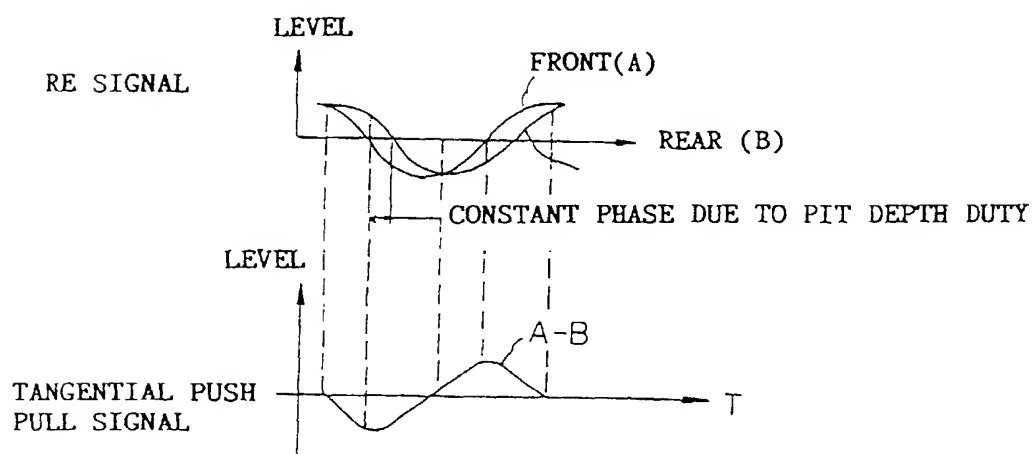 LEVEL
FRONT(A)
RE SIGNAL
REAR (B)
CONSTANT PHASE DUE TO PIT DEPTH DUTY
LEVEL
A-B
TANGENTIAL PUSH
PULL SIGNAL
T